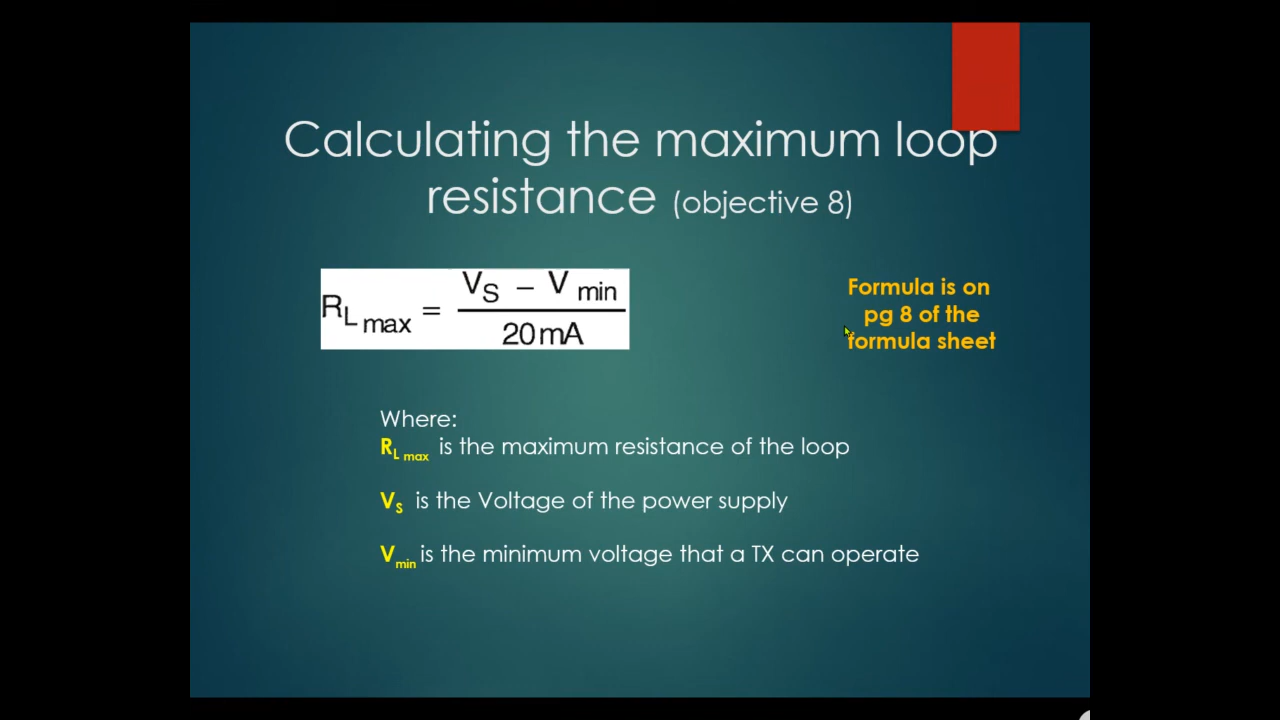 Calculating the maximum loop
resistance (objective 8)
R_L max = (V_S − V_min) / 20 mA
Formula is on
pg 8 of the
formula sheet
Where:
R_L max is the maximum resistance of the loop
V_S is the Voltage of the power supply
V_min is the minimum voltage that a TX can operate